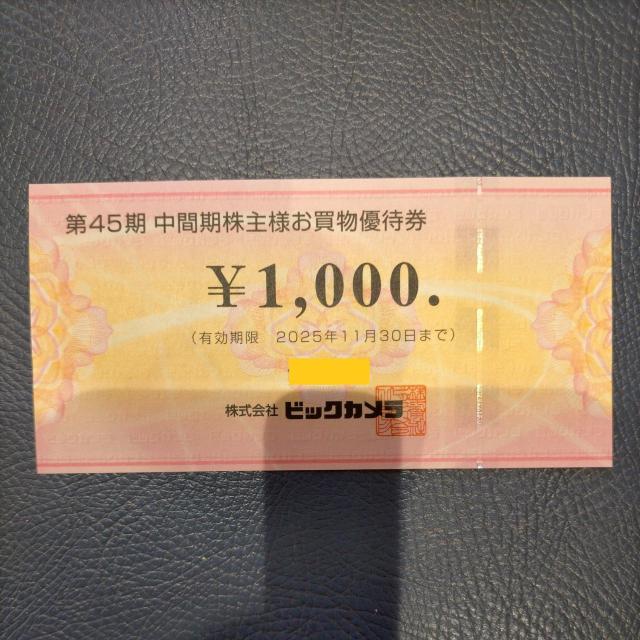 第45期 中間期株主様お買物優待券
¥1,000.
(有効期限 2025年11月30日まで)
株式会社 ビックカメラ